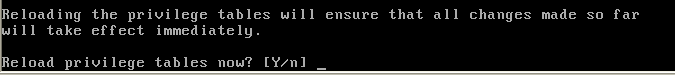 Reloading the privilege tables will ensure that all changes made so far
will take effect immediately.
Reload privilege tables now? [Y/n] _